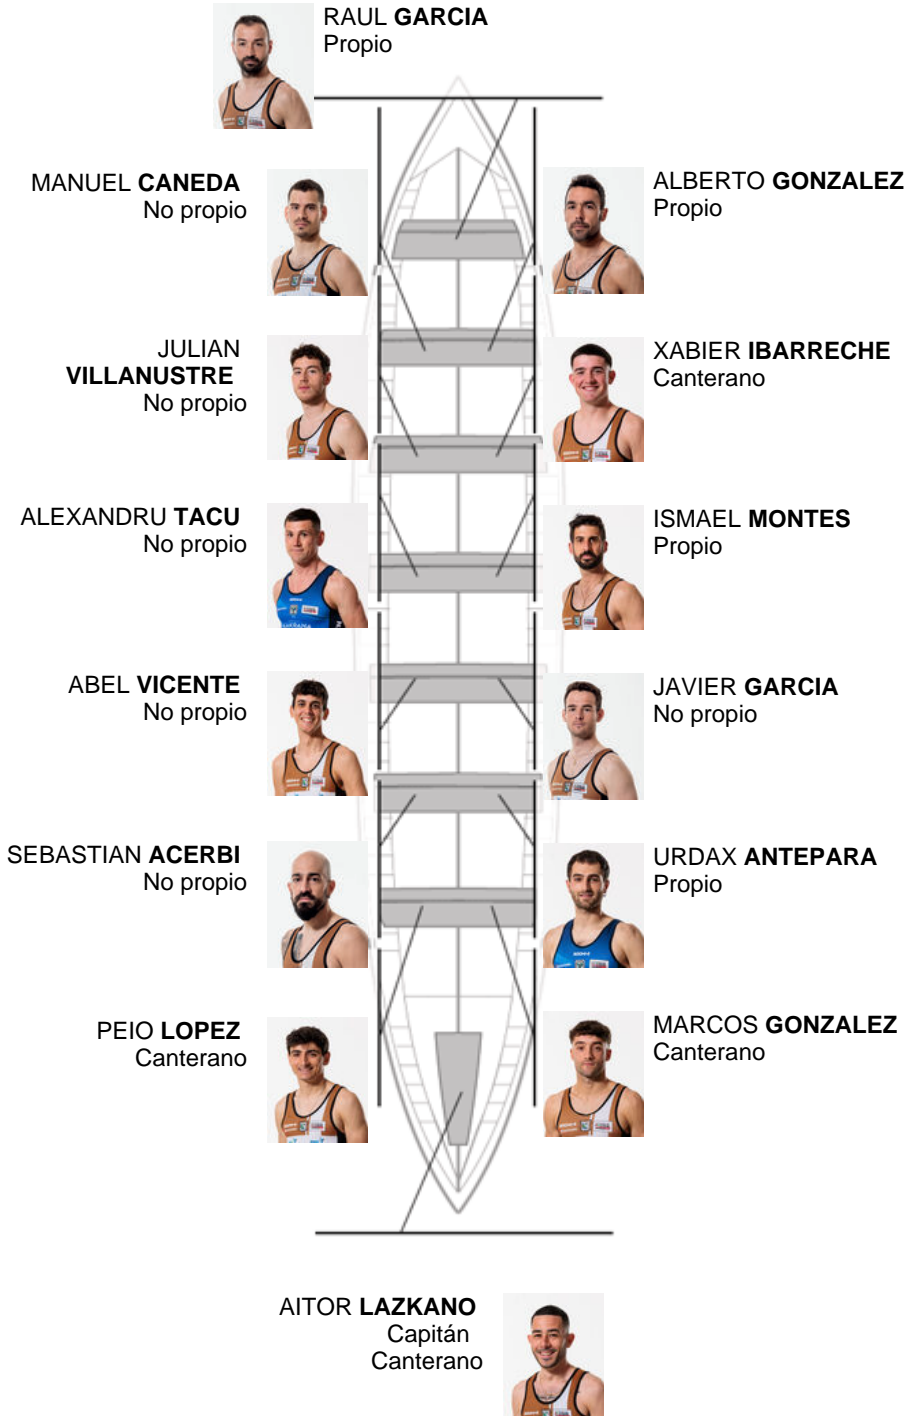 RAUL GARCIA
Propio
MANUEL CANEDA
No propio
ALBERTO GONZALEZ
Propio
JULIAN
VILLANUSTRE
No propio
XABIER IBARRECHE
Canterano
ALEXANDRU TACU
No propio
ISMAEL MONTES
Propio
ABEL VICENTE
No propio
JAVIER GARCIA
No propio
SEBASTIAN ACERBI
No propio
URDAX ANTEPARA
Propio
PEIO LOPEZ
Canterano
MARCOS GONZALEZ
Canterano
AITOR LAZKANO
Capitán
Canterano